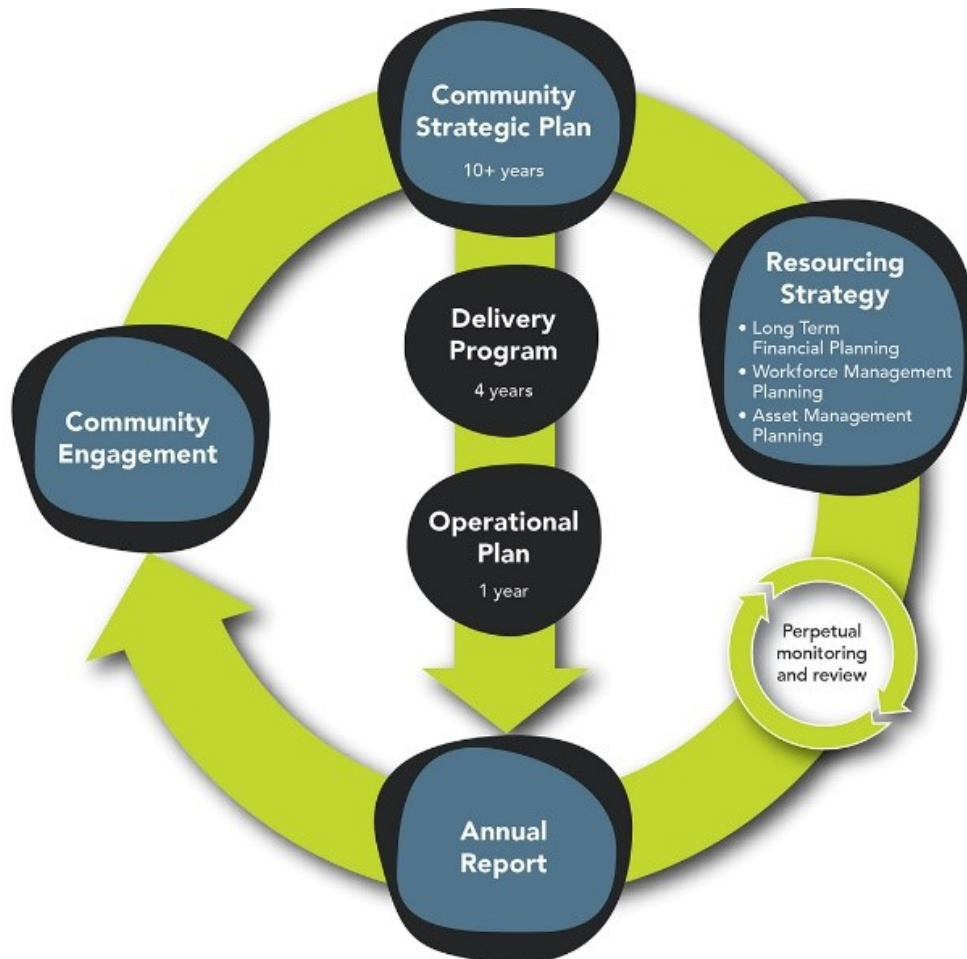 Community
Strategic Plan
10+ years
Resourcing
Strategy
• Long Term
Financial Planning
• Workforce Management
Planning
• Asset Management
Planning
Delivery
Program
4 years
Community
Engagement
Operational
Plan
1 year
Perpetual
monitoring
and review
Annual
Report